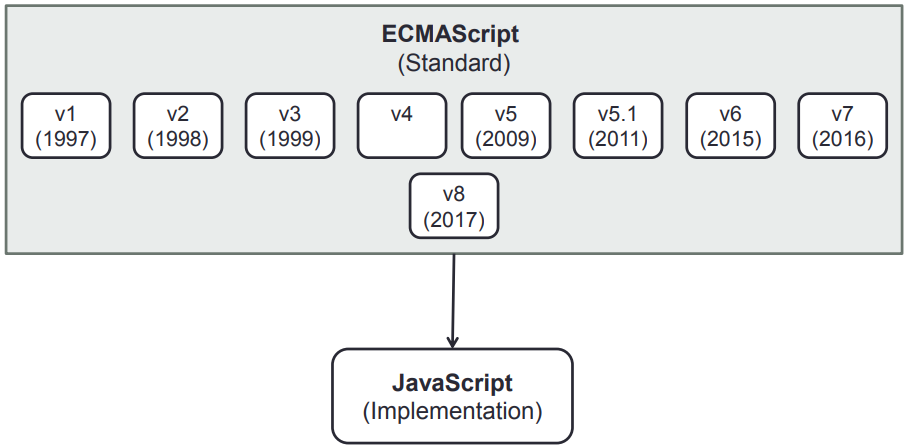 ECMAScript
(Standard)
v1
(1997)
v2
(1998)
v3
(1999)
v4
v5
(2009)
v5.1
(2011)
v6
(2015)
v7
(2016)
v8
(2017)
JavaScript
(Implementation)